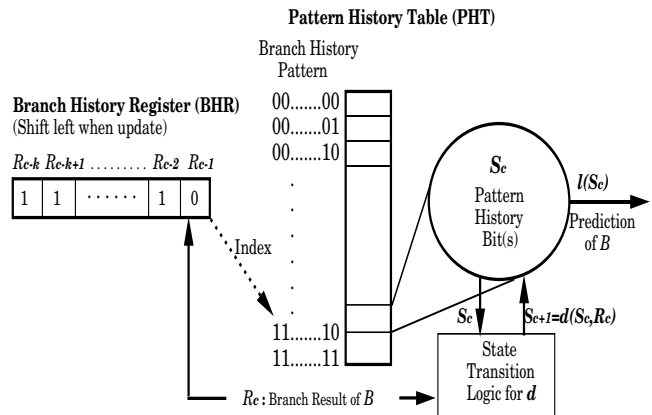 Pattern History Table (PHT)
Branch History
Pattern
Branch History Register (BHR)
(Shift left when update)
Rc-k Rc-k+1 ......... Rc-2 Rc-1
1 1 ······ 1 0
00.......00
00.......01
00.......10
Index
11.......10
11.......11
Sc
Pattern
History
Bit(s)
l(Sc)
Prediction
of B
Sc
Sc+1=d(Sc,Rc)
State
Transition
Logic for d
Rc : Branch Result of B